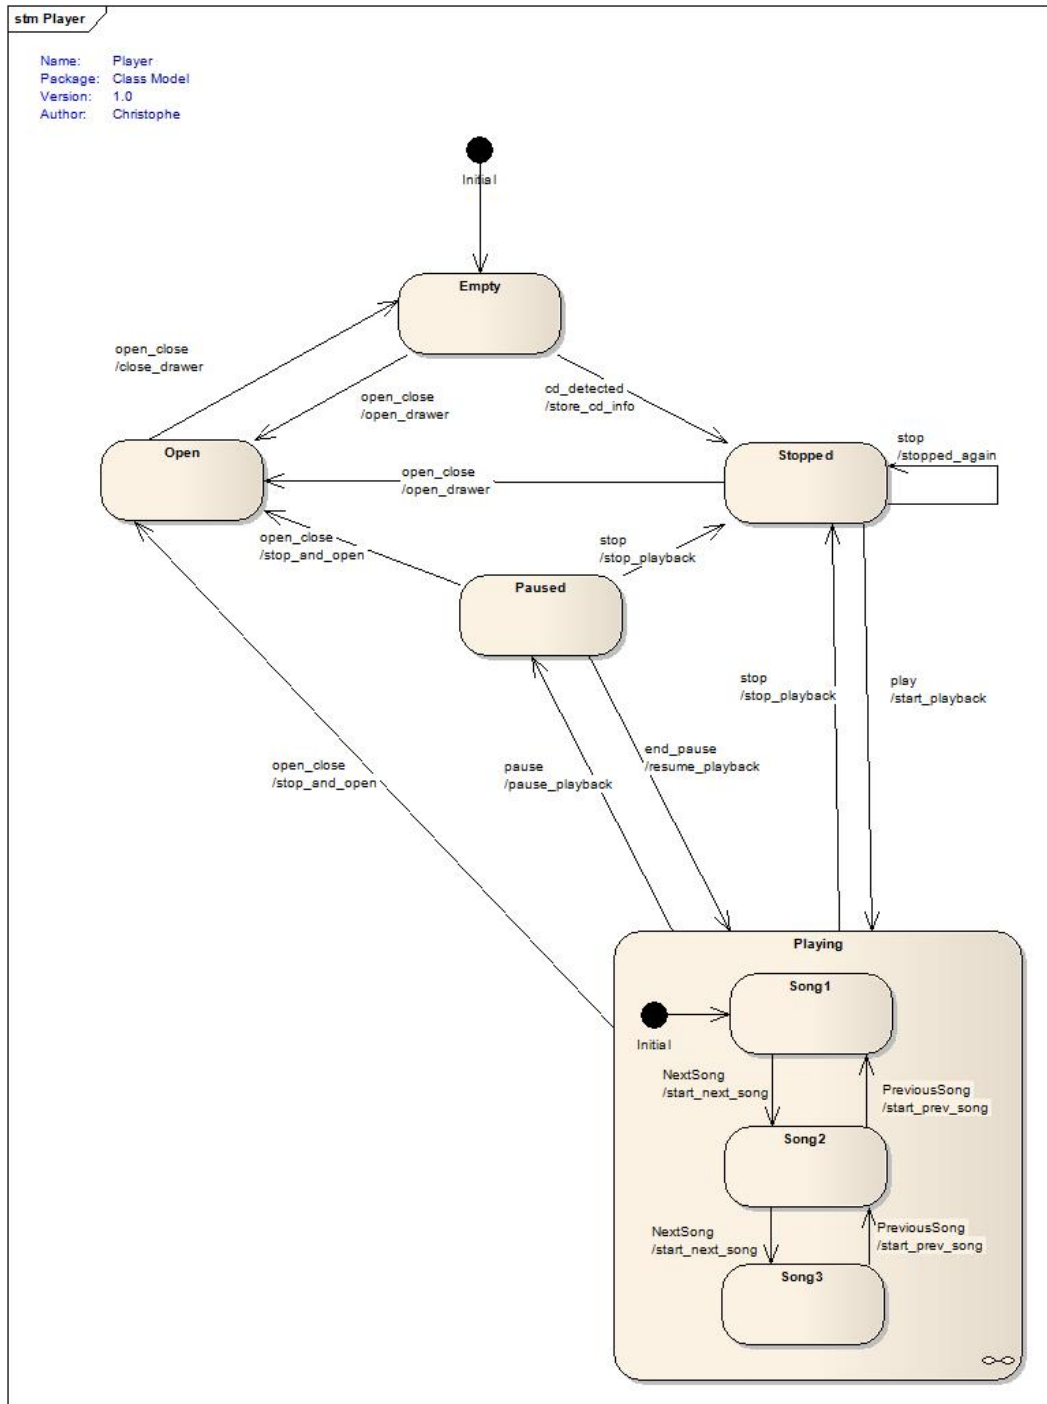 stm Player
Name: Player
Package: Class Model
Version: 1.0
Author: Christophe
Initial
Empty
open_close
/close_drawer
open_close
/open_drawer
cd_detected
/store_cd_info
Open
Stopped
stop
/stopped_again
open_close
/open_drawer
open_close
/stop_and_open
stop
/stop_playback
Paused
stop
/stop_playback
play
/start_playback
open_close
/stop_and_open
pause
/pause_playback
end_pause
/resume_playback
Playing
Song1
Initial
NextSong
/start_next_song
PreviousSong
/start_prev_song
Song2
NextSong
/start_next_song
PreviousSong
/start_prev_song
Song3